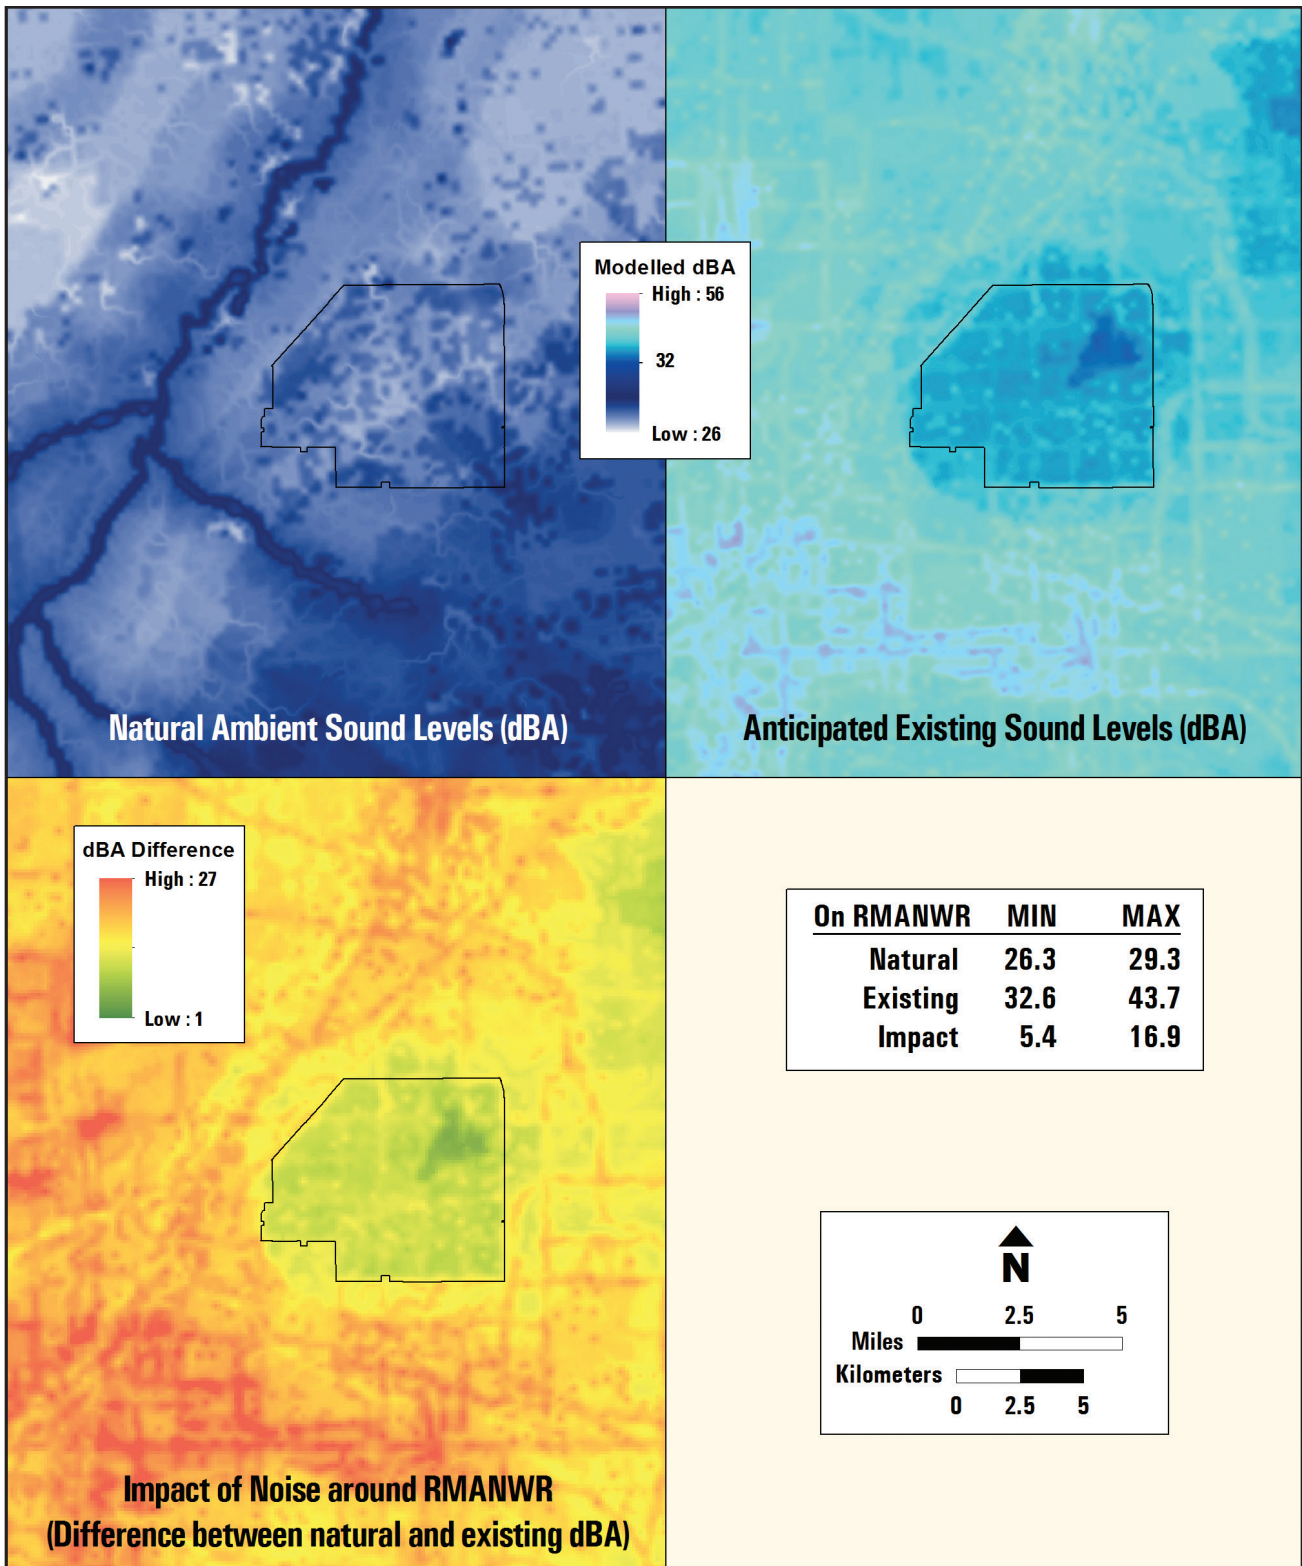 Modelled dBA
High : 56
32
Low : 26
Natural Ambient Sound Levels (dBA)
Anticipated Existing Sound Levels (dBA)
dBA Difference
High : 27
Low : 1
Impact of Noise around RMANWR
(Difference between natural and existing dBA)
On RMANWR MIN MAX
Natural 26.3 29.3
Existing 32.6 43.7
Impact 5.4 16.9
N
0 2.5 5
Miles
Kilometers
0 2.5 5